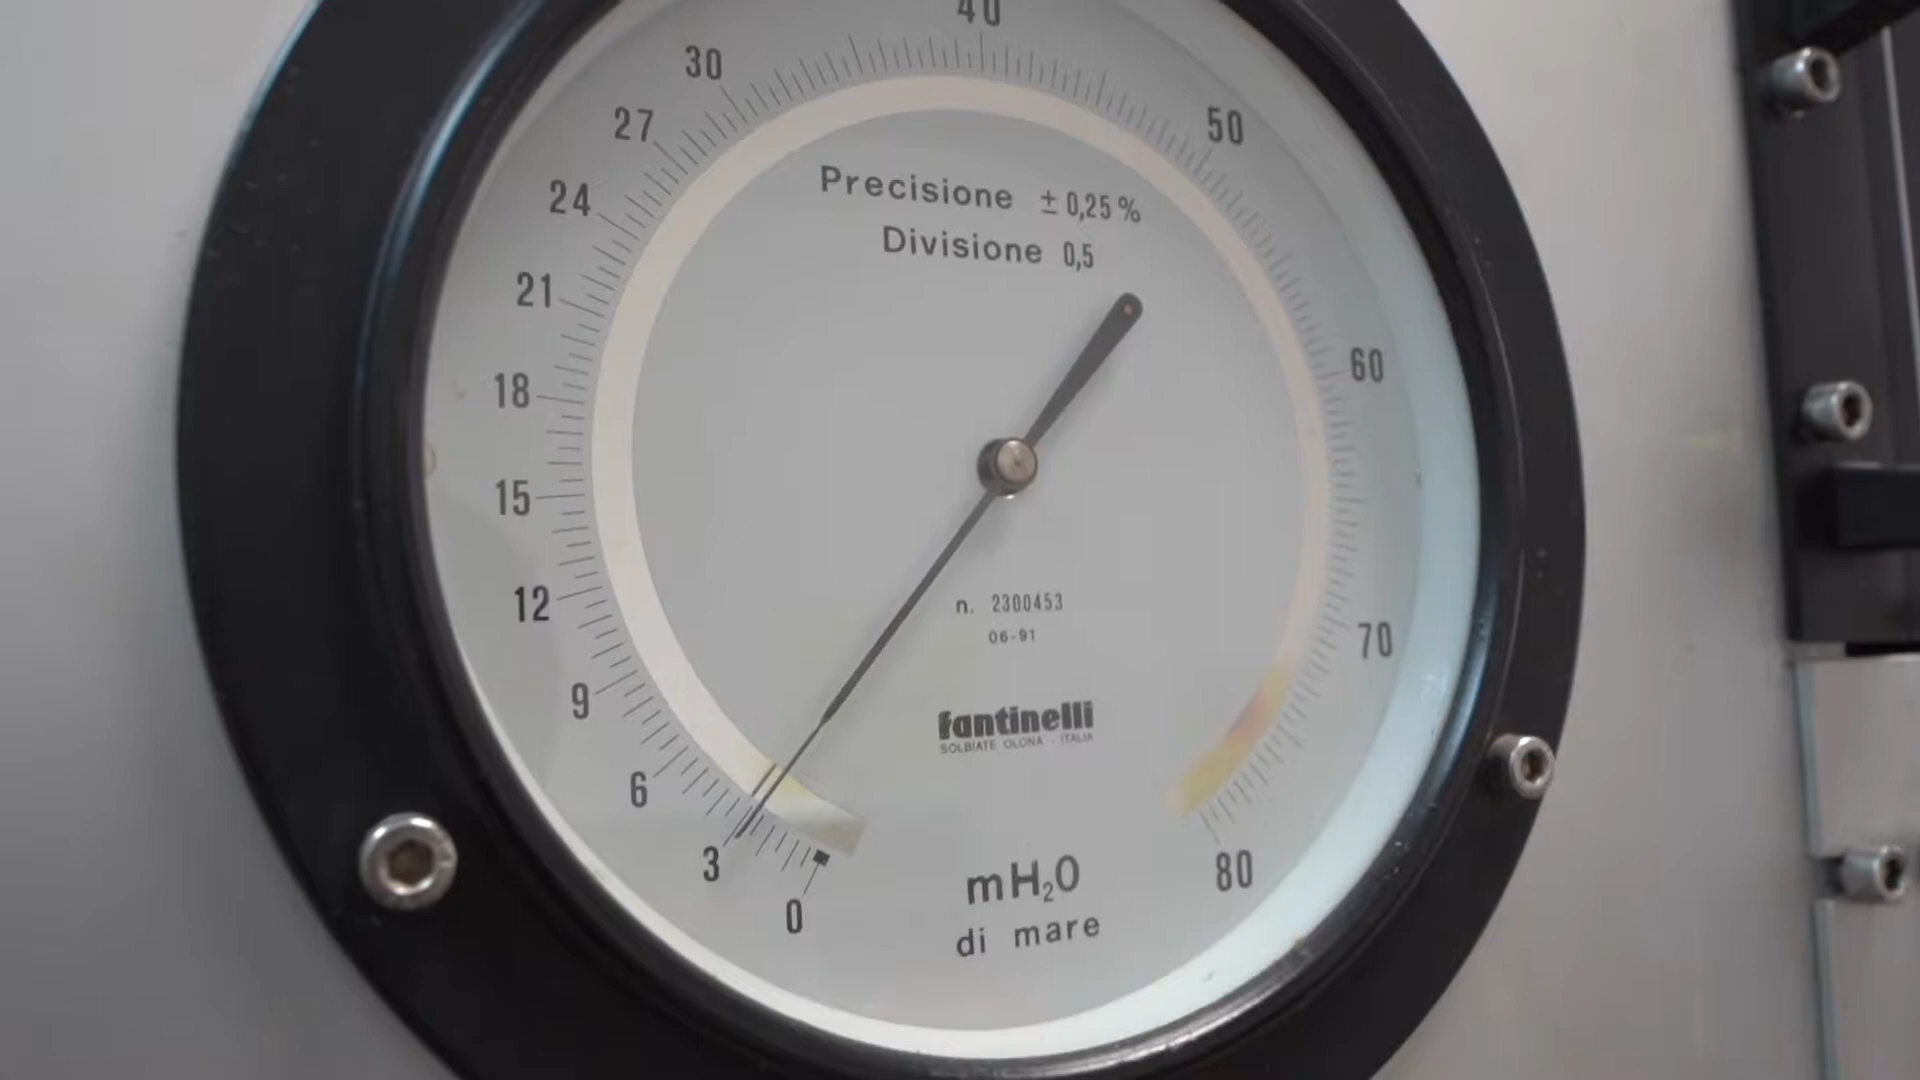 40
30
50
27
Precisione ± 0,25 %
24
Divisione 0,5
21
60
18
15
12
n. 2300453
06-91
70
9
fantinelli
SOLBIATE OLONA - ITALIA
6
3
80
mH₂O
0
di mare